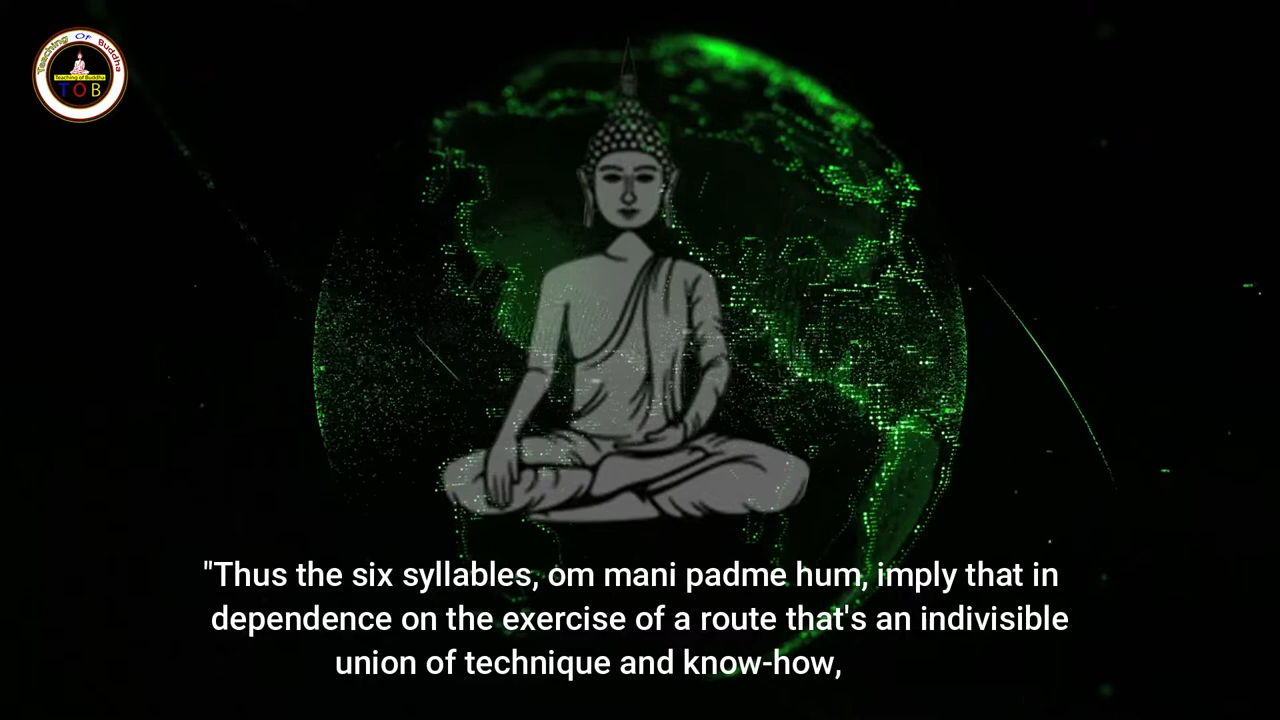 Teaching Of Buddha
Teaching of Buddha
T O B
"Thus the six syllables, om mani padme hum, imply that in
dependence on the exercise of a route that's an indivisible
union of technique and know-how,